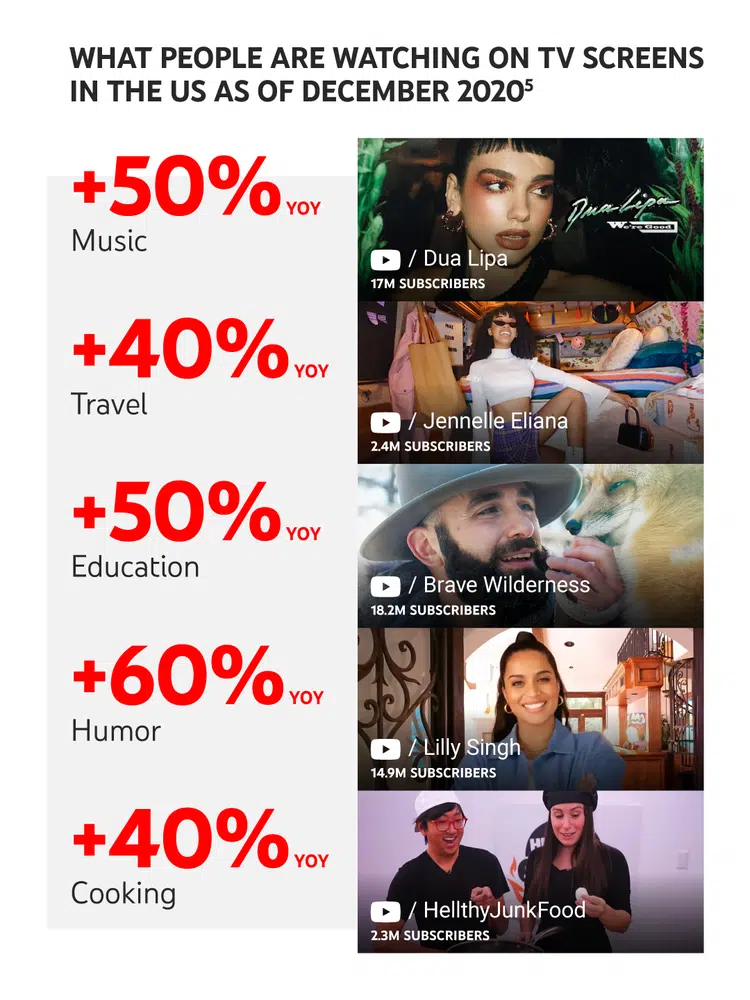 WHAT PEOPLE ARE WATCHING ON TV SCREENS
IN THE US AS OF DECEMBER 2020⁵
+50% YOY
Music
Dua Lipa
We're Good
/ Dua Lipa
17M SUBSCRIBERS
+40% YOY
Travel
/ Jennelle Eliana
2.4M SUBSCRIBERS
+50% YOY
Education
/ Brave Wilderness
18.2M SUBSCRIBERS
+60% YOY
Humor
/ Lilly Singh
14.9M SUBSCRIBERS
+40% YOY
Cooking
/ HellthyJunkFood
2.3M SUBSCRIBERS